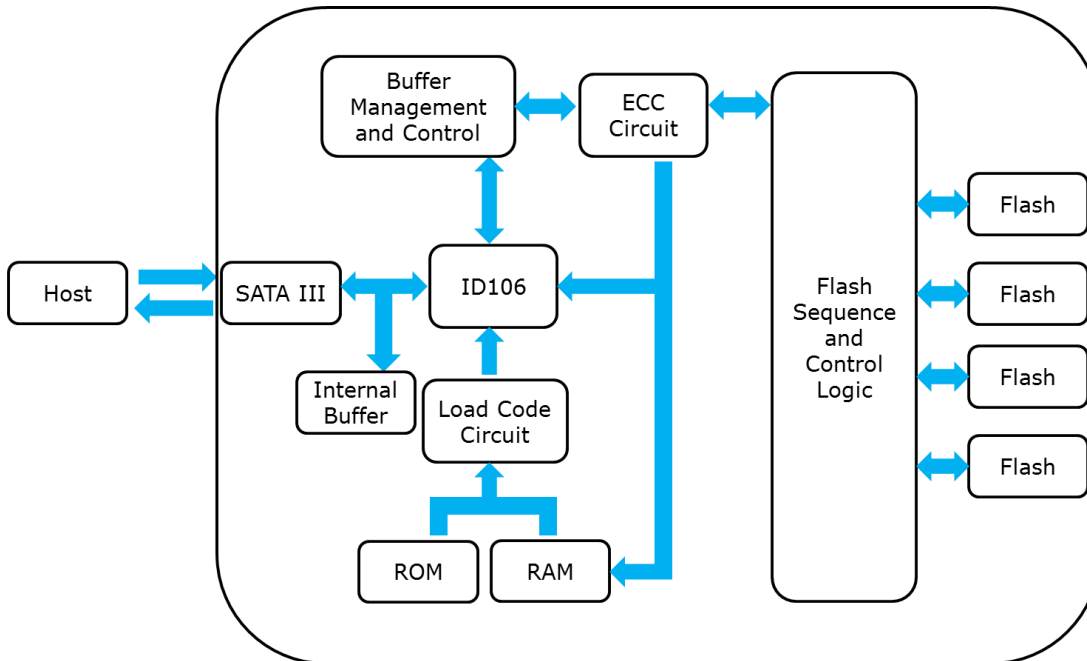 Buffer
Management
and Control
ECC
Circuit
Flash
Host
SATA III
ID106
Flash
Sequence
and
Control
Logic
Flash
Internal
Buffer
Load Code
Circuit
Flash
Flash
ROM
RAM